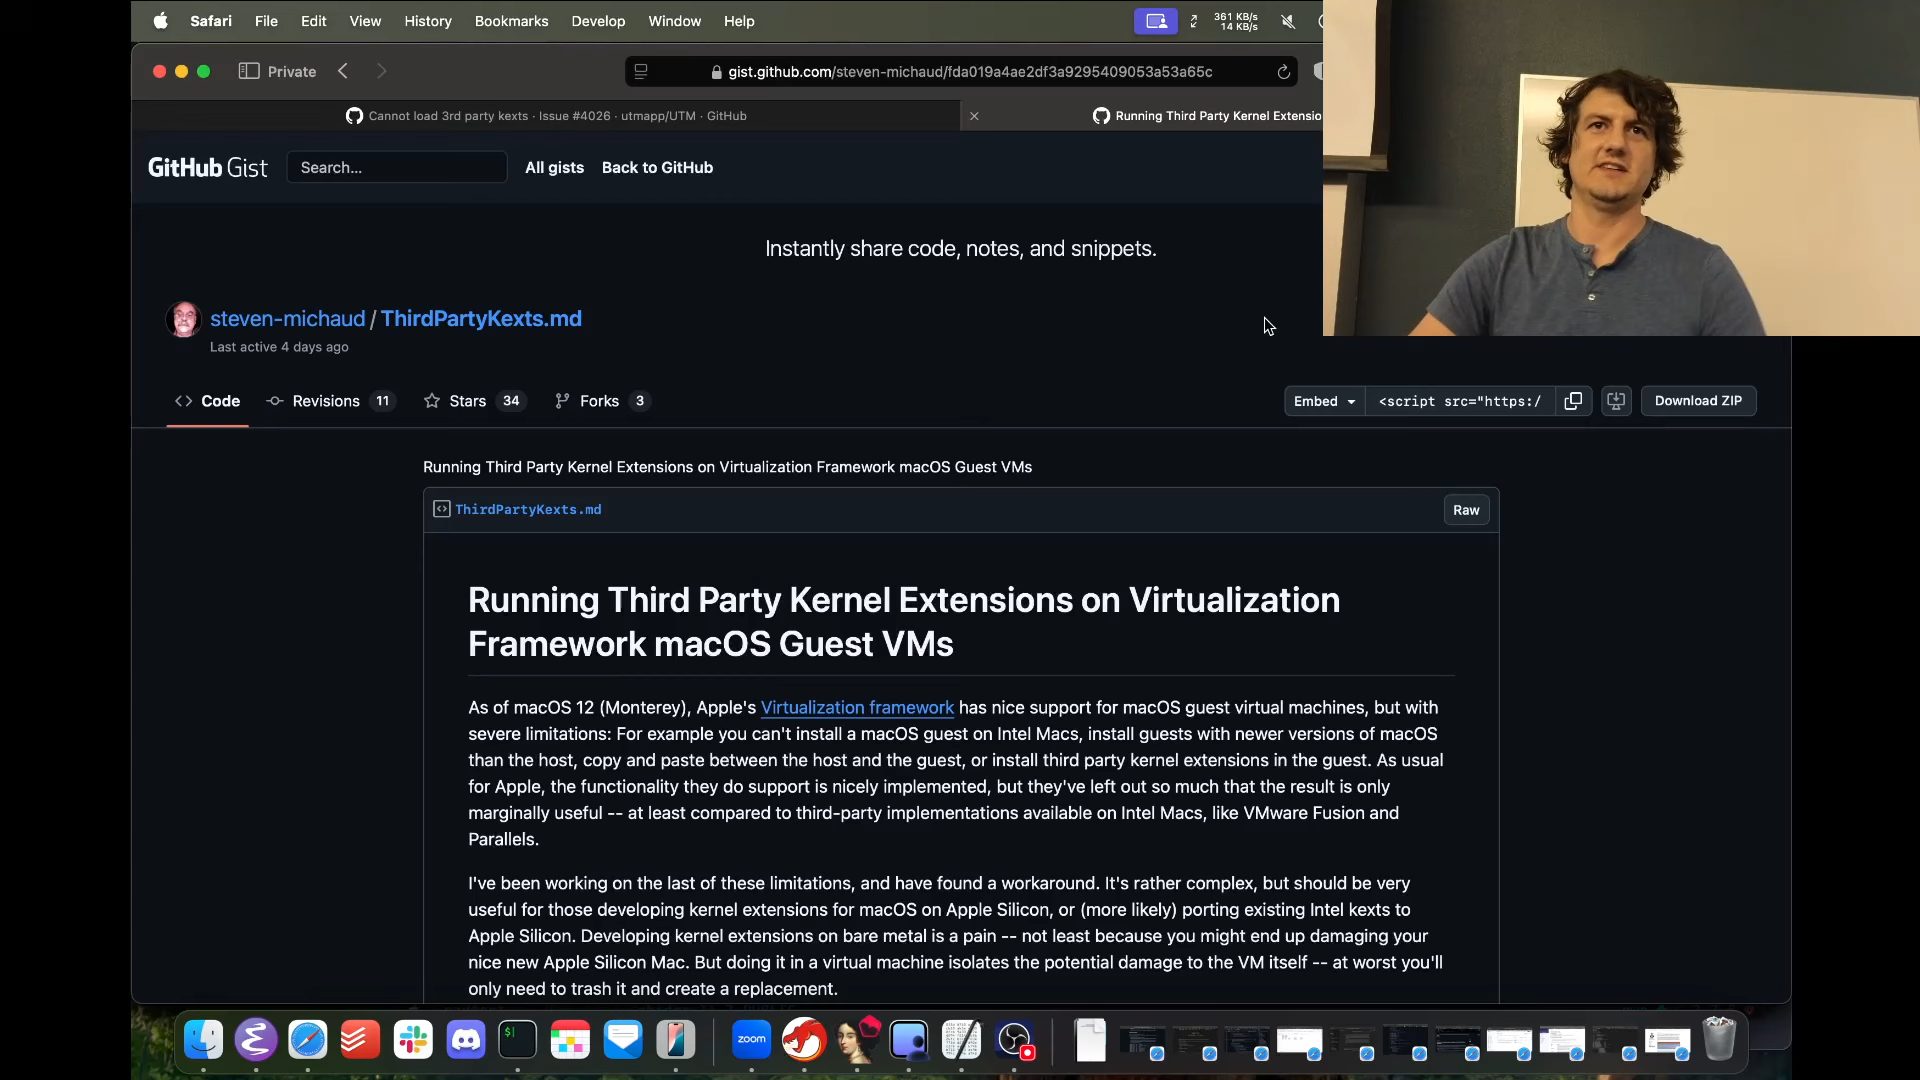 Safari File Edit View History Bookmarks Develop Window Help
361 KB/s
14 KB/s
Private
gist.github.com/steven-michaud/fda019a4ae2df3a9295409053a53a65c
Cannot load 3rd party kexts · Issue #4026 · utmapp/UTM · GitHub
Running Third Party Kernel Extensio
GitHub Gist
Search...
All gists
Back to GitHub
Instantly share code, notes, and snippets.
steven-michaud / ThirdPartyKexts.md
Last active 4 days ago
Code
Revisions 11
Stars 34
Forks 3
Embed
<script src="https:/
Download ZIP
Running Third Party Kernel Extensions on Virtualization Framework macOS Guest VMs
ThirdPartyKexts.md
Raw
Running Third Party Kernel Extensions on Virtualization
Framework macOS Guest VMs
As of macOS 12 (Monterey), Apple's Virtualization framework has nice support for macOS guest virtual machines, but with
severe limitations: For example you can't install a macOS guest on Intel Macs, install guests with newer versions of macOS
than the host, copy and paste between the host and the guest, or install third party kernel extensions in the guest. As usual
for Apple, the functionality they do support is nicely implemented, but they've left out so much that the result is only
marginally useful -- at least compared to third-party implementations available on Intel Macs, like VMware Fusion and
Parallels.
I've been working on the last of these limitations, and have found a workaround. It's rather complex, but should be very
useful for those developing kernel extensions for macOS on Apple Silicon, or (more likely) porting existing Intel kexts to
Apple Silicon. Developing kernel extensions on bare metal is a pain -- not least because you might end up damaging your
nice new Apple Silicon Mac. But doing it in a virtual machine isolates the potential damage to the VM itself -- at worst you'll
only need to trash it and create a replacement.
$
zoom